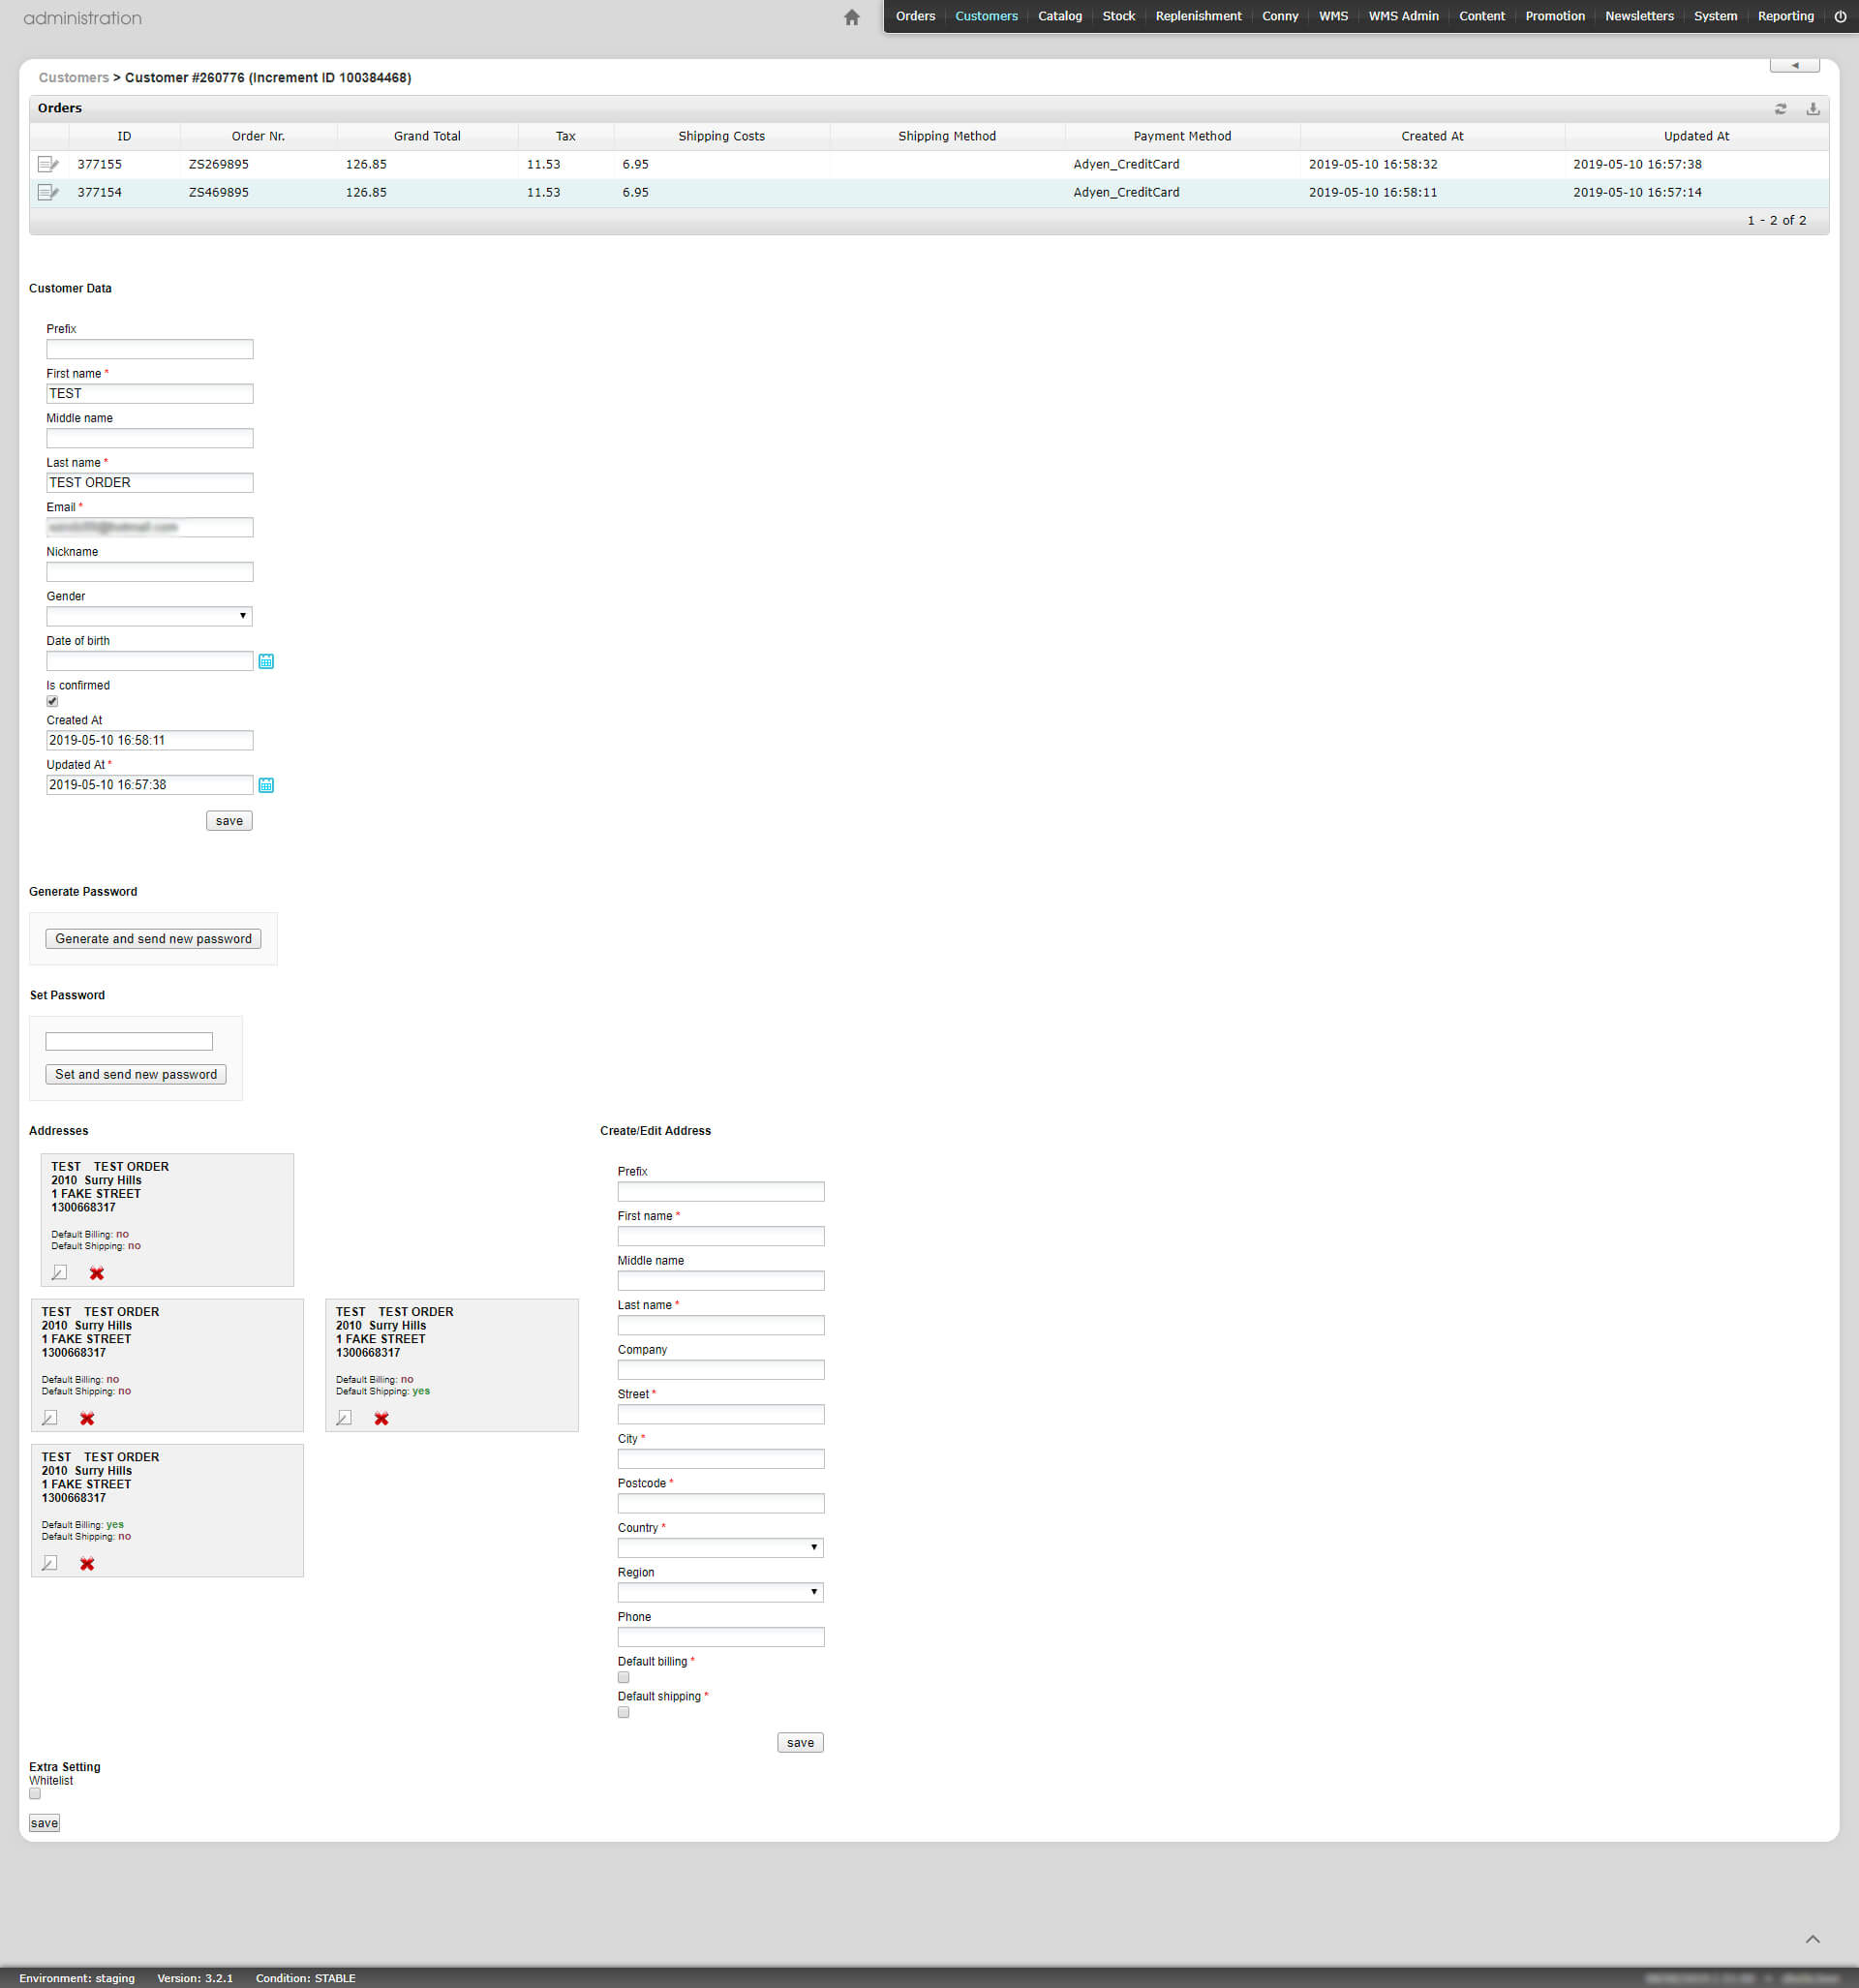 administration
Orders Customers Catalog Stock Replenishment Conny WMS WMS Admin Content Promotion Newsletters System Reporting
Customers > Customer #260776 (Increment ID 100384468)
Orders
ID Order Nr. Grand Total Tax Shipping Costs Shipping Method Payment Method Created At Updated At
377155 ZS269895 126.85 11.53 6.95 Adyen_CreditCard 2019-05-10 16:58:32 2019-05-10 16:57:38
377154 ZS469895 126.85 11.53 6.95 Adyen_CreditCard 2019-05-10 16:58:11 2019-05-10 16:57:14
1 - 2 of 2
Customer Data
Prefix
First name *
TEST
Middle name
Last name *
TEST ORDER
Email *
Nickname
Gender
Date of birth
Is confirmed
Created At
2019-05-10 16:58:11
Updated At *
2019-05-10 16:57:38
save
Generate Password
Generate and send new password
Set Password
Set and send new password
Addresses
TEST TEST ORDER
2010 Surry Hills
1 FAKE STREET
1300668317
Default Billing: no
Default Shipping: no
TEST TEST ORDER
2010 Surry Hills
1 FAKE STREET
1300668317
Default Billing: no
Default Shipping: no
TEST TEST ORDER
2010 Surry Hills
1 FAKE STREET
1300668317
Default Billing: no
Default Shipping: yes
TEST TEST ORDER
2010 Surry Hills
1 FAKE STREET
1300668317
Default Billing: yes
Default Shipping: no
Create/Edit Address
Prefix
First name *
Middle name
Last name *
Company
Street *
City *
Postcode *
Country *
Region
Phone
Default billing *
Default shipping *
save
Extra Setting
Whitelist
save
Environment: staging Version: 3.2.1 Condition: STABLE